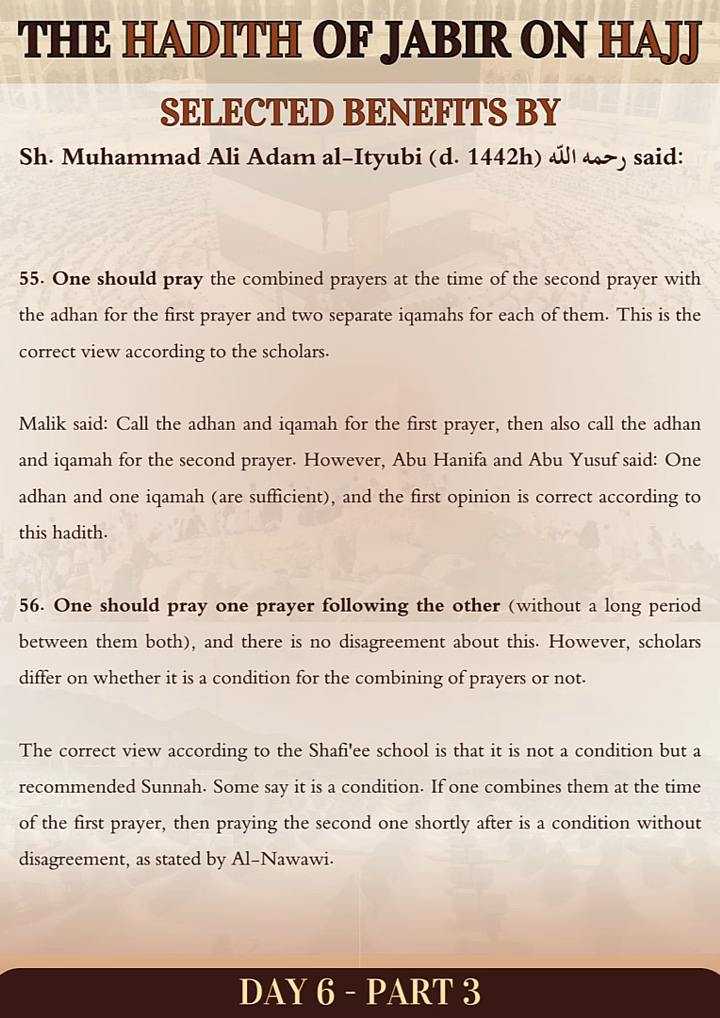 THE HADITH OF JABIR ON HAJJ
SELECTED BENEFITS BY
Sh. Muhammad Ali Adam al-Ityubi (d. 1442h) رحمه الله said:
55. One should pray the combined prayers at the time of the second prayer with
the adhan for the first prayer and two separate iqamahs for each of them. This is the
correct view according to the scholars.
Malik said: Call the adhan and iqamah for the first prayer, then also call the adhan
and iqamah for the second prayer. However, Abu Hanifa and Abu Yusuf said: One
adhan and one iqamah (are sufficient), and the first opinion is correct according to
this hadith.
56. One should pray one prayer following the other (without a long period
between them both), and there is no disagreement about this. However, scholars
differ on whether it is a condition for the combining of prayers or not.
The correct view according to the Shafi'ee school is that it is not a condition but a
recommended Sunnah. Some say it is a condition. If one combines them at the time
of the first prayer, then praying the second one shortly after is a condition without
disagreement, as stated by Al-Nawawi.
DAY 6 - PART 3